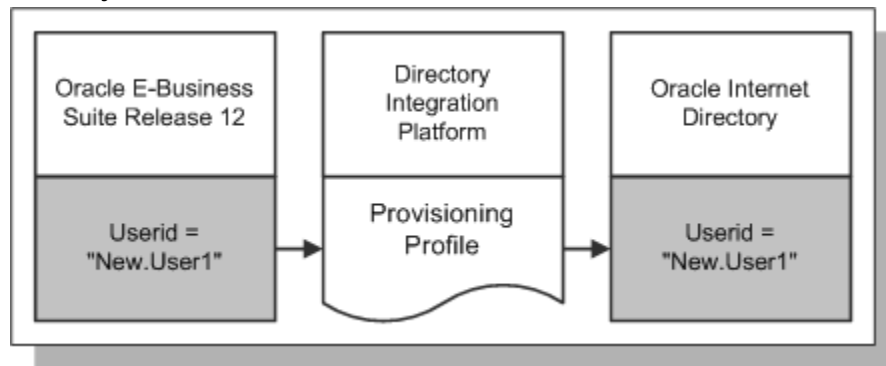 Oracle E-Business
Suite Release 12
Directory
Integration
Platform
Oracle Internet
Directory
Userid =
"New.User1"
Provisioning
Profile
Userid =
"New.User1"